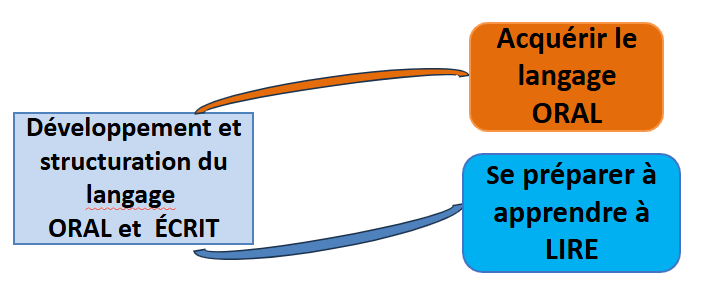 Développement et
structuration du
langage
ORAL et ÉCRIT
Acquérir le
langage
ORAL
Se préparer à
apprendre à
LIRE